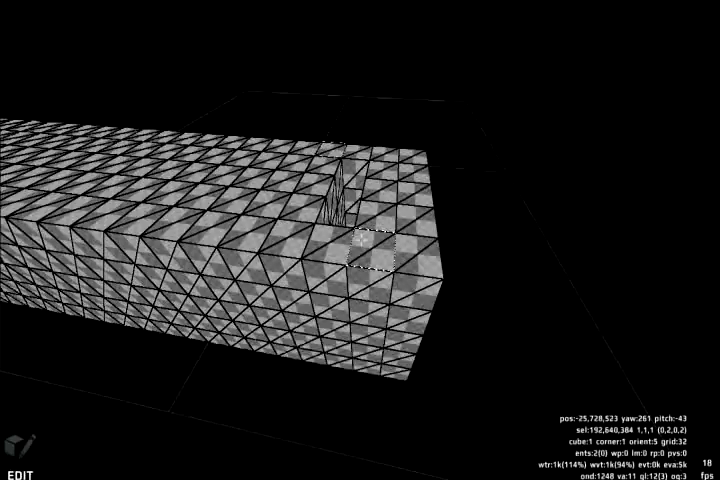 pos:-25,728,523 yaw:261 pitch:-43
sel:192,640,384 1,1,1 (0,2,0,2)
cube:1 corner:1 orient:5 grid:32
ents:2(0) wp:0 lm:0 rp:0 pvs:0
wtr:1k(114%) wvt:1k(94%) evt:0k eva:5k
ond:1248 va:11 gl:12(3) oq:3
18
fps
EDIT